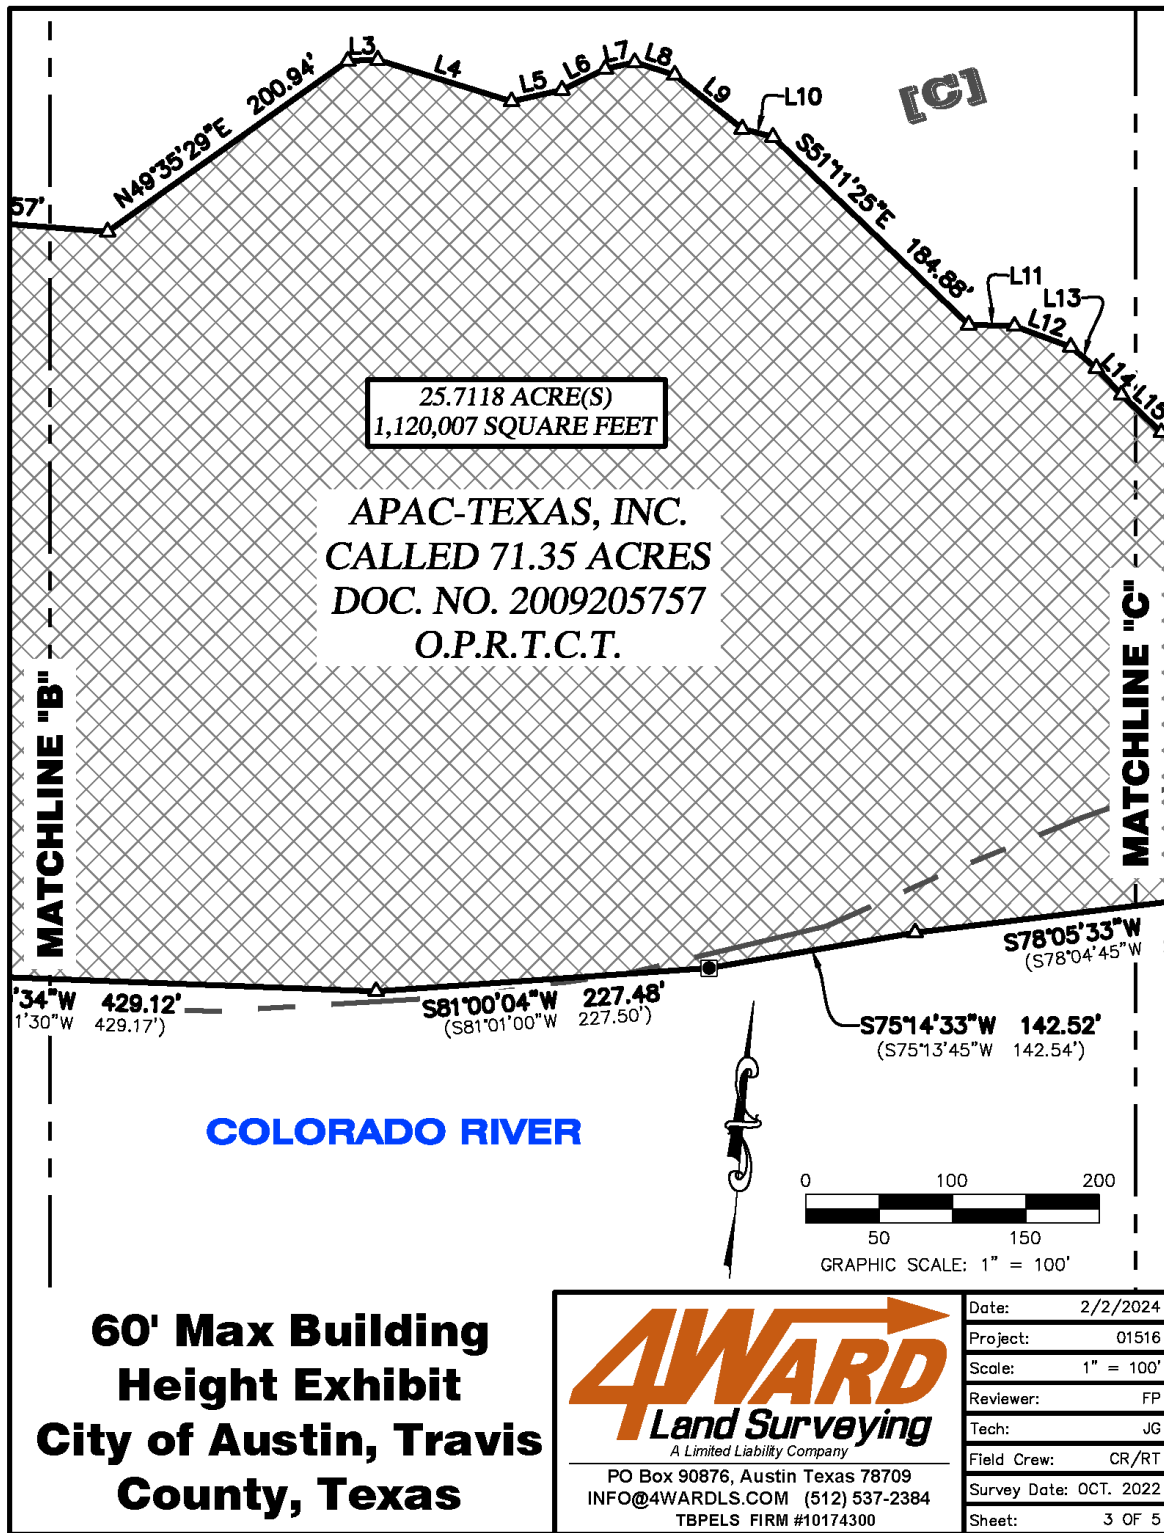 L3
L4
L5
L6
L7
L8
L9
L10
[C]
N49°35'29"E 200.94'
57'
S51°11'25"E 184.88'
L11
L13
L12
L14
L15
25.7118 ACRE(S)
1,120,007 SQUARE FEET
APAC-TEXAS, INC.
CALLED 71.35 ACRES
DOC. NO. 2009205757
O.P.R.T.C.T.
MATCHLINE "B"
MATCHLINE "C"
S78°05'33"W
(S78°04'45"W
'34"W 429.12'
1'30"W 429.17')
S81°00'04"W 227.48'
(S81°01'00"W 227.50')
S75°14'33"W 142.52'
(S75°13'45"W 142.54')
COLORADO RIVER
0 100 200
50 150
GRAPHIC SCALE: 1" = 100'
60' Max Building
Height Exhibit
City of Austin, Travis
County, Texas
4WARD
Land Surveying
A Limited Liability Company
PO Box 90876, Austin Texas 78709
INFO@4WARDLS.COM (512) 537-2384
TBPELS FIRM #10174300
Date: 2/2/2024
Project: 01516
Scale: 1" = 100'
Reviewer: FP
Tech: JG
Field Crew: CR/RT
Survey Date: OCT. 2022
Sheet: 3 OF 5